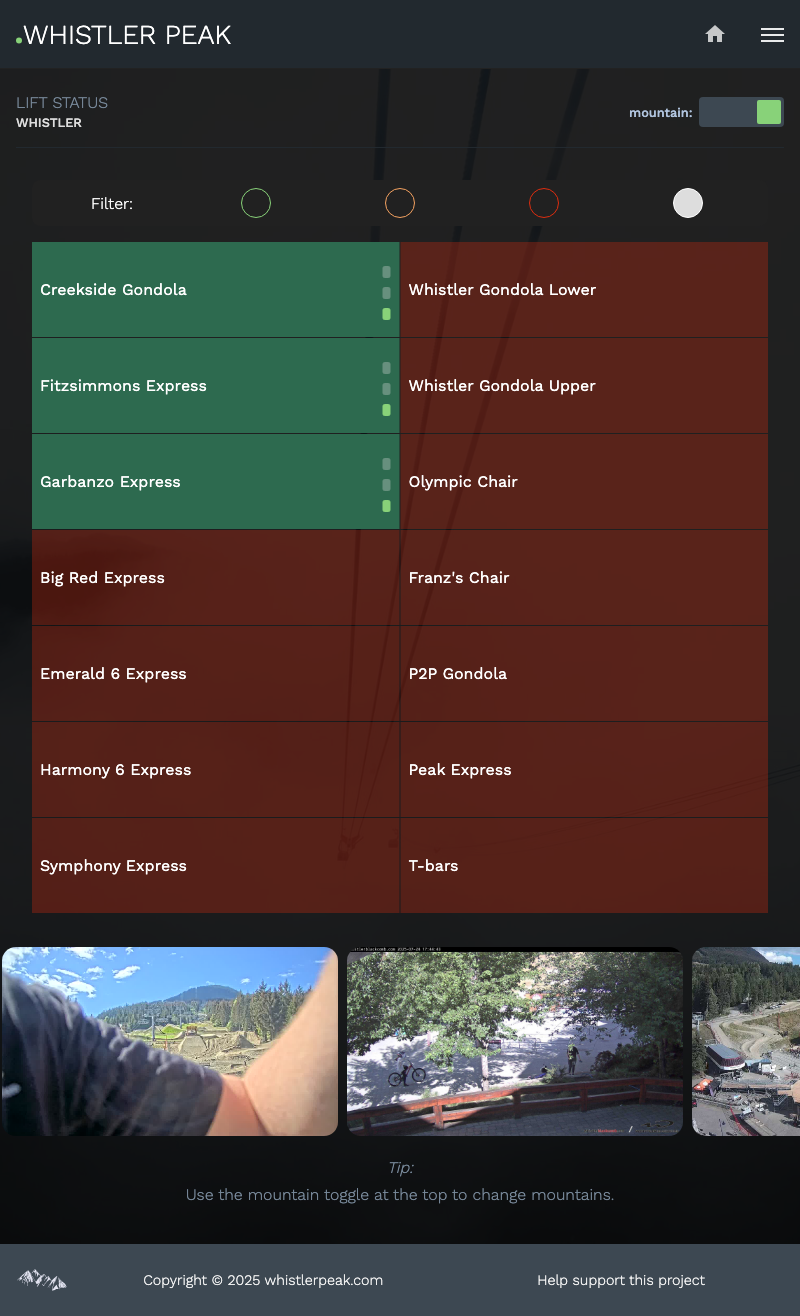 .WHISTLER PEAK
LIFT STATUS
WHISTLER
mountain:
Filter:
Creekside Gondola
Whistler Gondola Lower
Fitzsimmons Express
Whistler Gondola Upper
Garbanzo Express
Olympic Chair
Big Red Express
Franz's Chair
Emerald 6 Express
P2P Gondola
Harmony 6 Express
Peak Express
Symphony Express
T-bars
Tip:
Use the mountain toggle at the top to change mountains.
Copyright © 2025 whistlerpeak.com
Help support this project